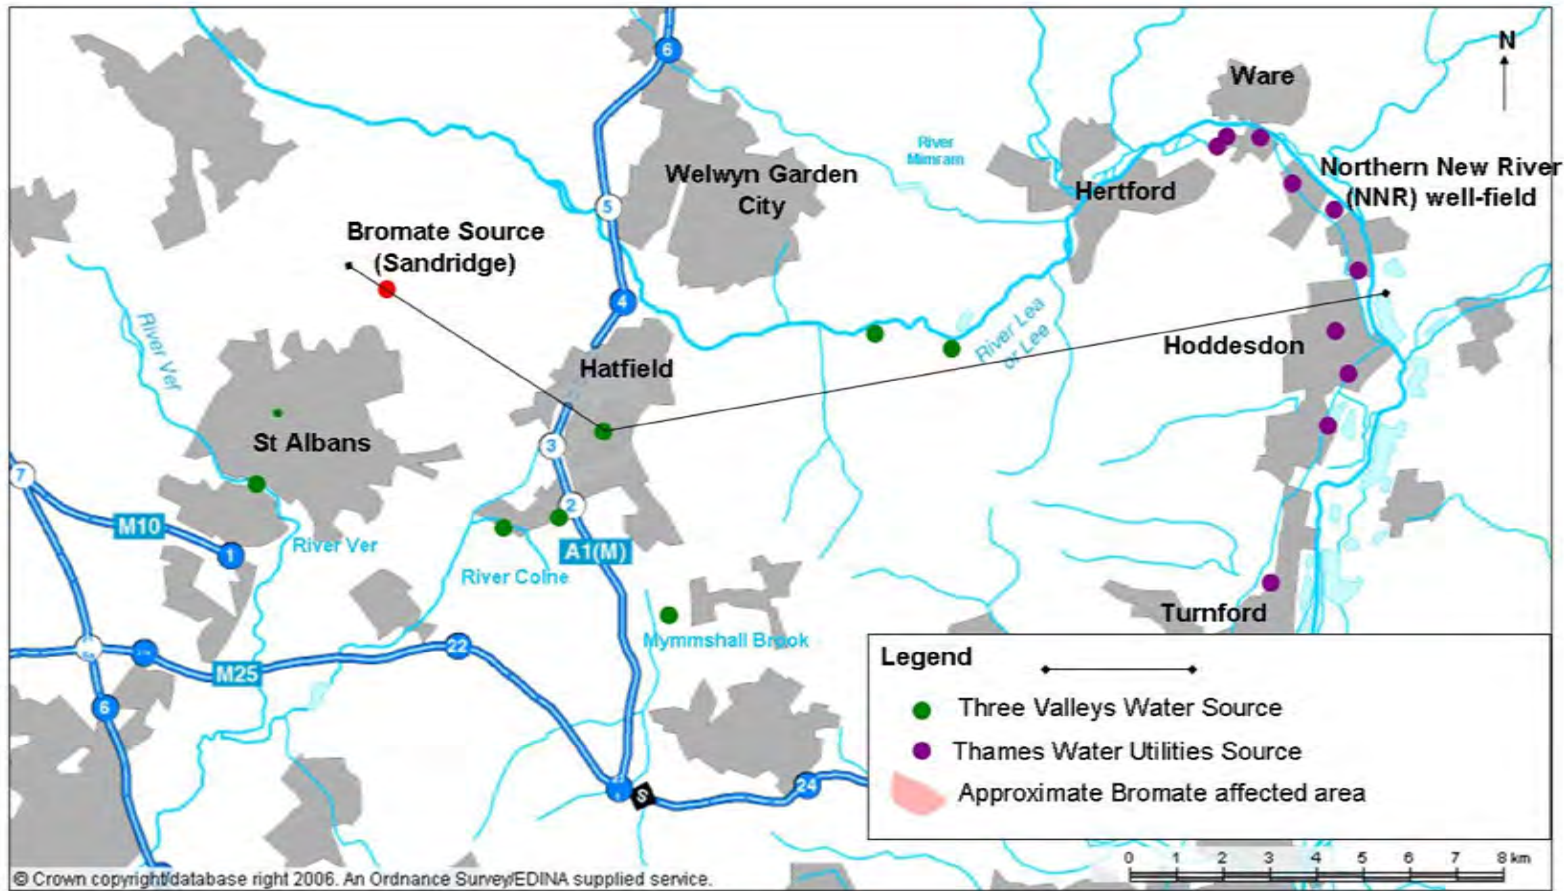 6
N
Ware
River
Mimram
Northern New River
(NNR) well-field
Welwyn Garden
City
Hertford
5
Bromate Source
(Sandridge)
4
River Ver
River Lea
or Lee
Hoddesdon
Hatfield
St Albans
3
7
2
M10
1
River Ver
A1(M)
River Colne
Turnford
Mymmshall Brook
22
M25
6
S
24
Legend
Three Valleys Water Source
Thames Water Utilities Source
Approximate Bromate affected area
0 1 2 3 4 5 6 7 8 km
© Crown copyright/database right 2006. An Ordnance Survey/EDINA supplied service.